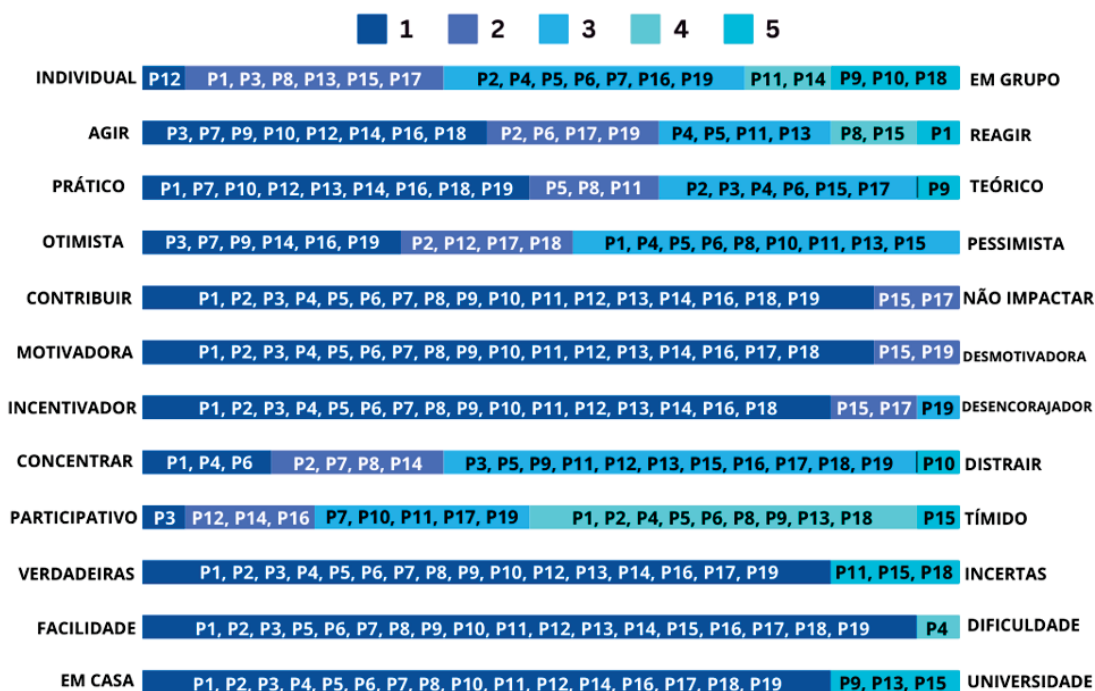 1 2 3 4 5
INDIVIDUAL P12 P1, P3, P8, P13, P15, P17 P2, P4, P5, P6, P7, P16, P19 P11, P14 P9, P10, P18 EM GRUPO
AGIR P3, P7, P9, P10, P12, P14, P16, P18 P2, P6, P17, P19 P4, P5, P11, P13 P8, P15 P1 REAGIR
PRÁTICO P1, P7, P10, P12, P13, P14, P16, P18, P19 P5, P8, P11 P2, P3, P4, P6, P15, P17 P9 TEÓRICO
OTIMISTA P3, P7, P9, P14, P16, P19 P2, P12, P17, P18 P1, P4, P5, P6, P8, P10, P11, P13, P15 PESSIMISTA
CONTRIBUIR P1, P2, P3, P4, P5, P6, P7, P8, P9, P10, P11, P12, P13, P14, P16, P18, P19 P15, P17 NÃO IMPACTAR
MOTIVADORA P1, P2, P3, P4, P5, P6, P7, P8, P9, P10, P11, P12, P13, P14, P16, P17, P18 P15, P19 DESMOTIVADORA
INCENTIVADOR P1, P2, P3, P4, P5, P6, P7, P8, P9, P10, P11, P12, P13, P14, P16, P18 P15, P17 P19 DESENCORAJADOR
CONCENTRAR P1, P4, P6 P2, P7, P8, P14 P3, P5, P9, P11, P12, P13, P15, P16, P17, P18, P19 P10 DISTRAIR
PARTICIPATIVO P3 P12, P14, P16 P7, P10, P11, P17, P19 P1, P2, P4, P5, P6, P8, P9, P13, P18 P15 TÍMIDO
VERDADEIRAS P1, P2, P3, P4, P5, P6, P7, P8, P9, P10, P12, P13, P14, P16, P17, P19 P11, P15, P18 INCERTAS
FACILIDADE P1, P2, P3, P5, P6, P7, P8, P9, P10, P11, P12, P13, P14, P15, P16, P17, P18, P19 P4 DIFICULDADE
EM CASA P1, P2, P3, P4, P5, P6, P7, P8, P10, P11, P12, P14, P16, P17, P18, P19 P9, P13, P15 UNIVERSIDADE